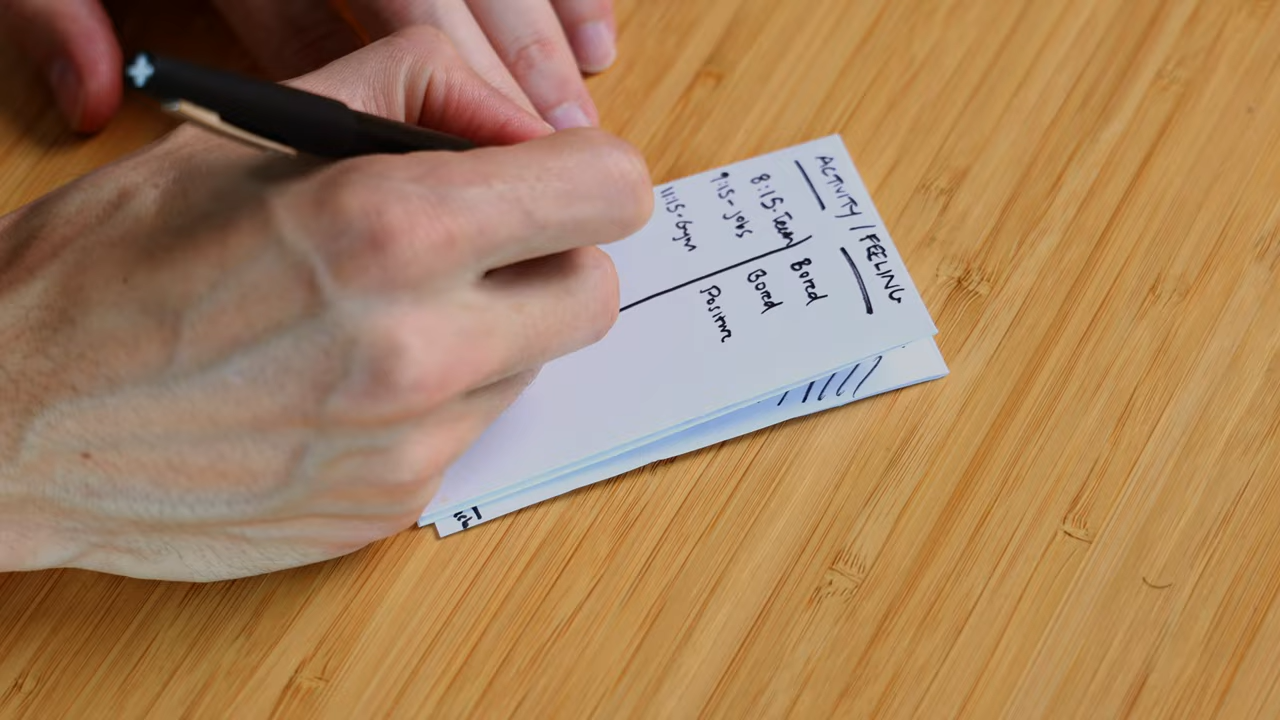 ACTIVITY / FEELING
8:15-Team Bored
9:15-Jobs Bored
11:15-Gym Positive